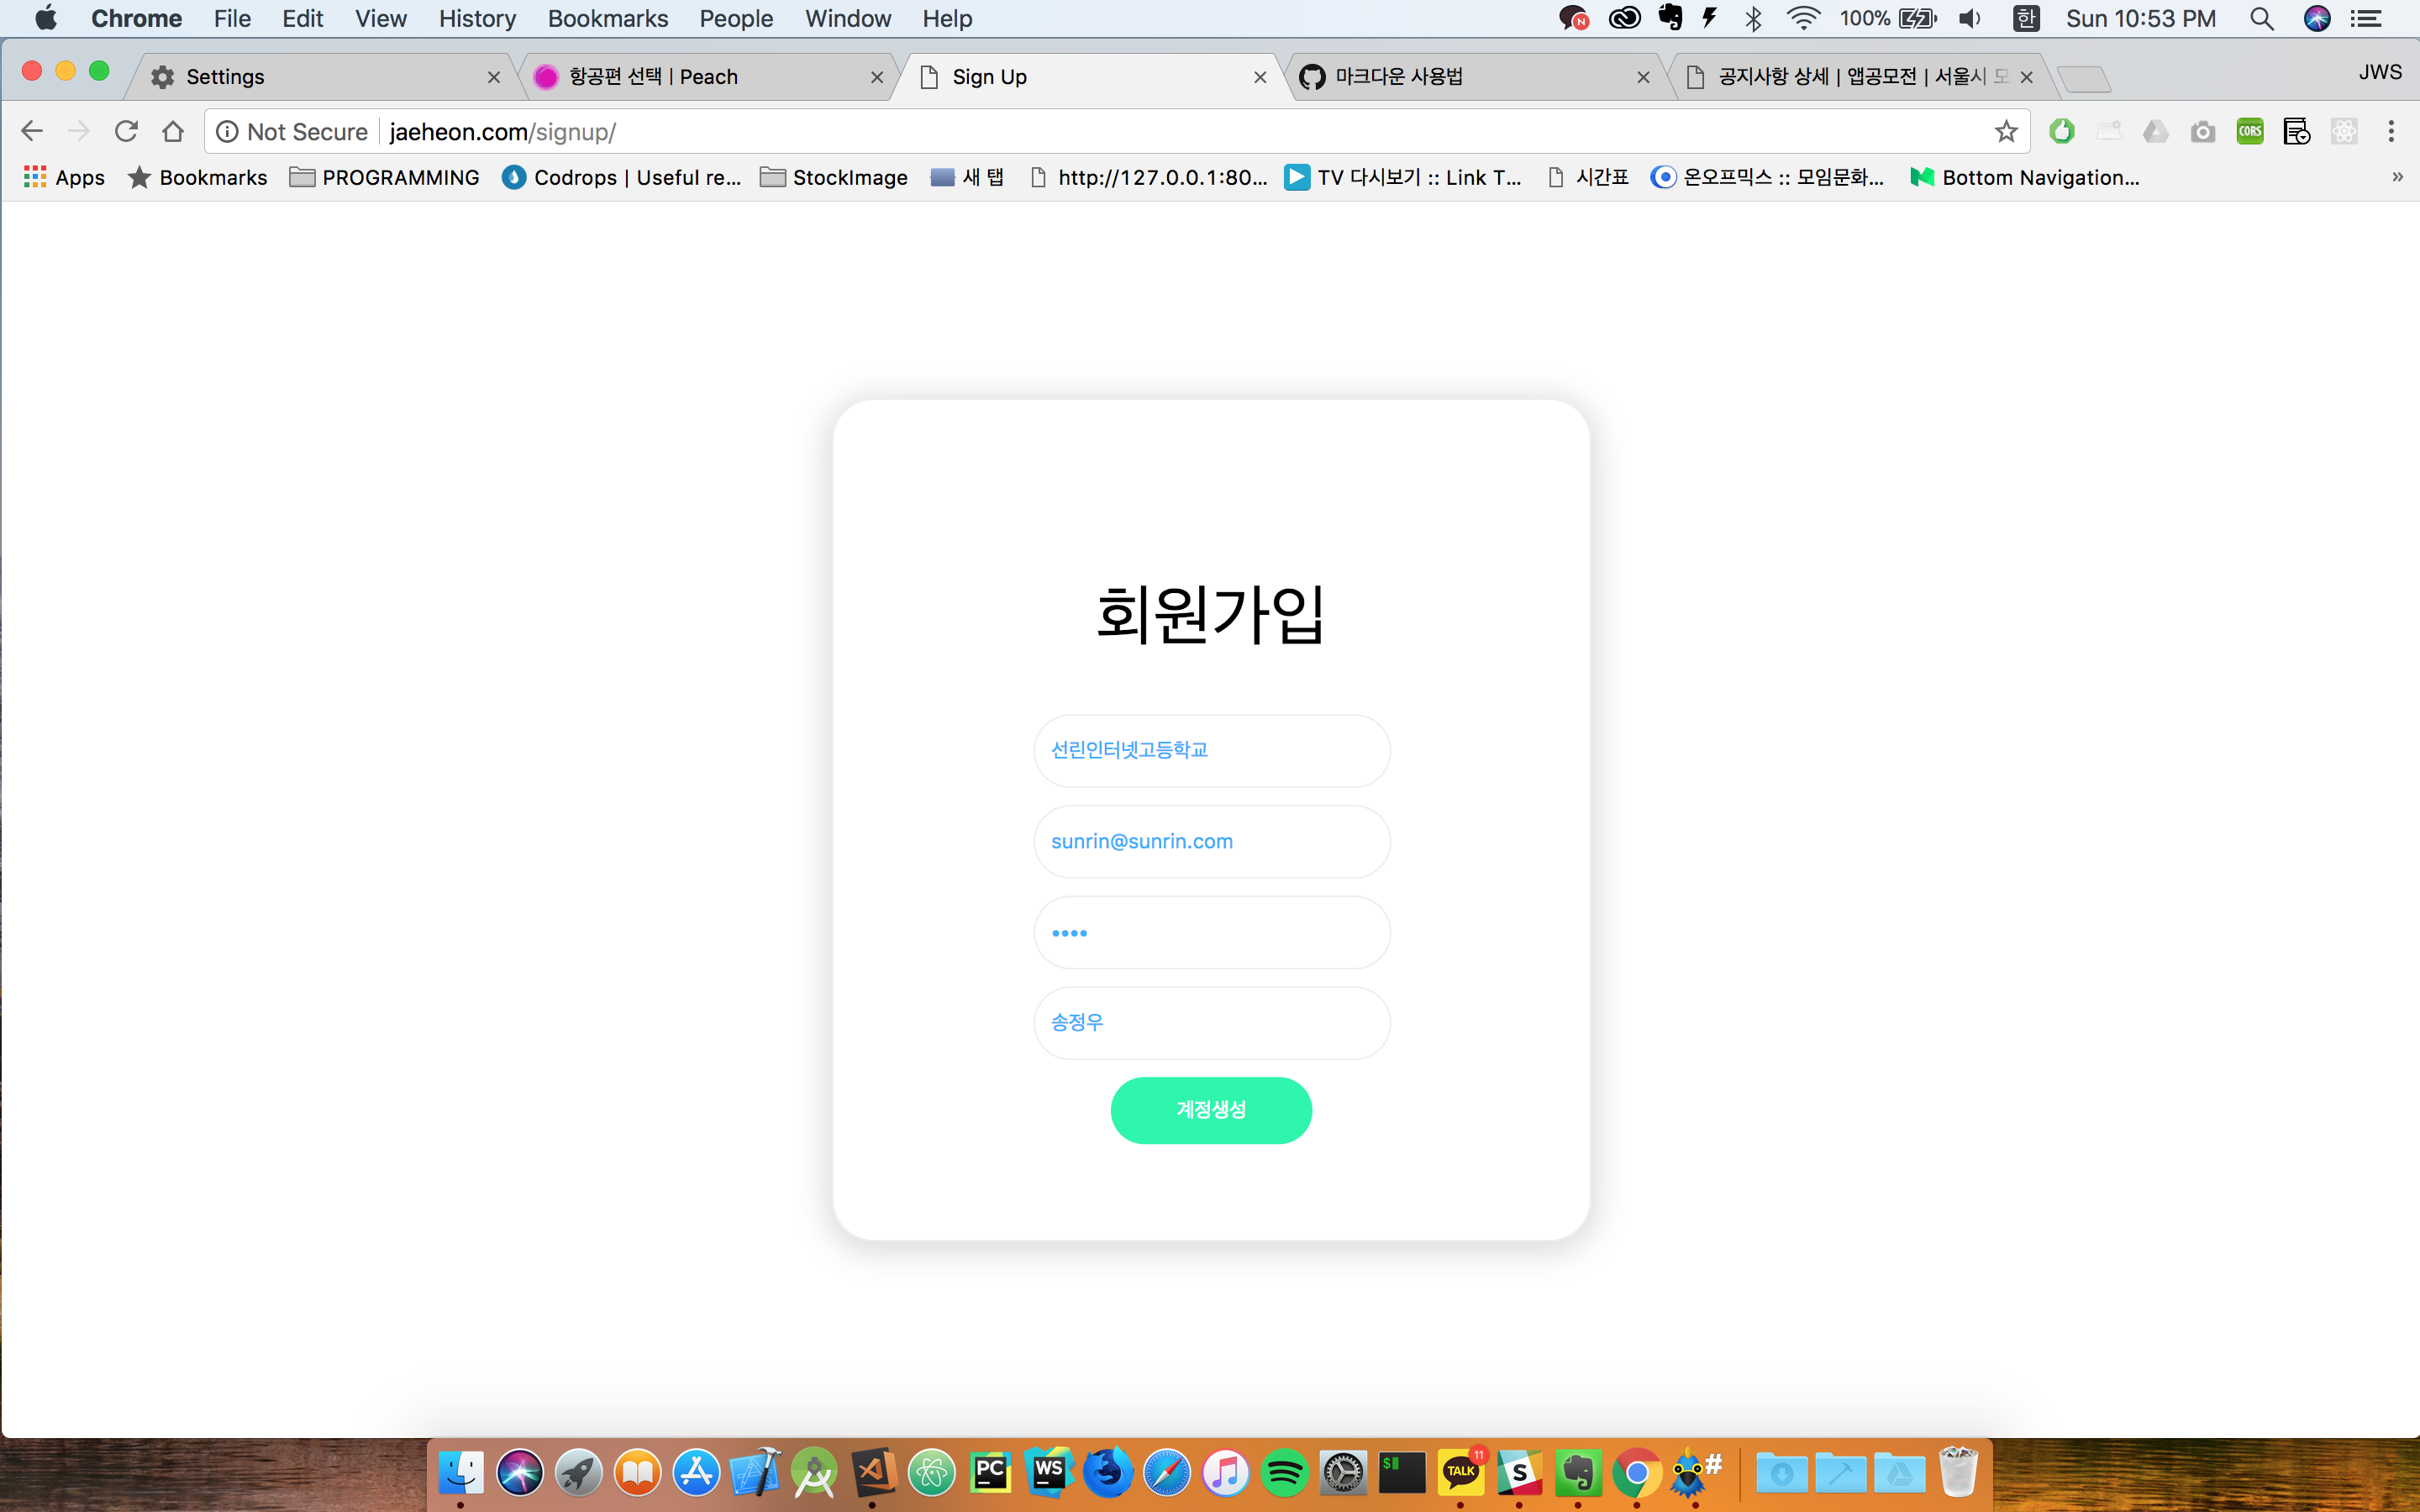 Chrome File Edit View History Bookmarks People Window Help N 100% 한 Sun 10:53 PM
Settings 항공편 선택 | Peach Sign Up 마크다운 사용법 공지사항 상세 | 앱공모전 | 서울시 모 JWS
Not Secure jaeheon.com/signup/ CORS
Apps Bookmarks PROGRAMMING Codrops | Useful re... StockImage 새 탭 http://127.0.0.1:80... TV 다시보기 :: Link T... 시간표 온오프믹스 :: 모임문화... Bottom Navigation... »
회원가입
선린인터넷고등학교
sunrin@sunrin.com
••••
송정우
계정생성
PC WS $ TALK 11 S #